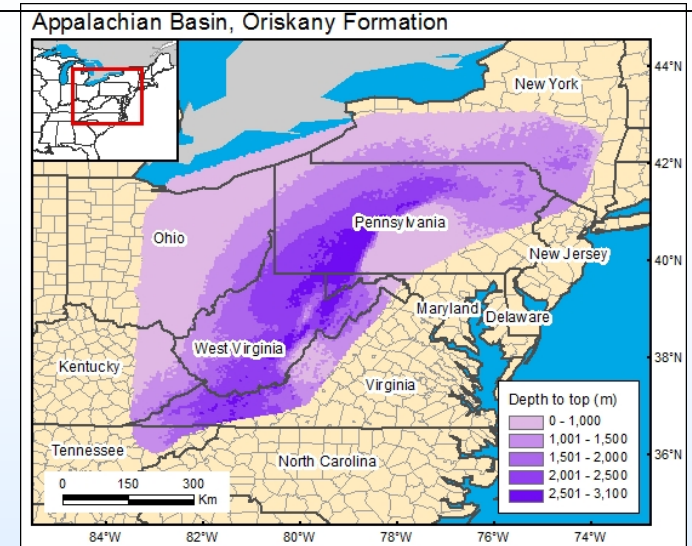 Appalachian Basin, Oriskany Formation
New York
44°N
42°N
Pennsylvania
Ohio
New Jersey
40°N
Maryland
Delaware
West Virginia
38°N
Kentucky
Virginia
Depth to top (m)
0 - 1,000
1,001 - 1,500
1,501 - 2,000
2,001 - 2,500
2,501 - 3,100
Tennessee
North Carolina
36°N
0 150 300
Km
84°W 82°W 80°W 78°W 76°W 74°W